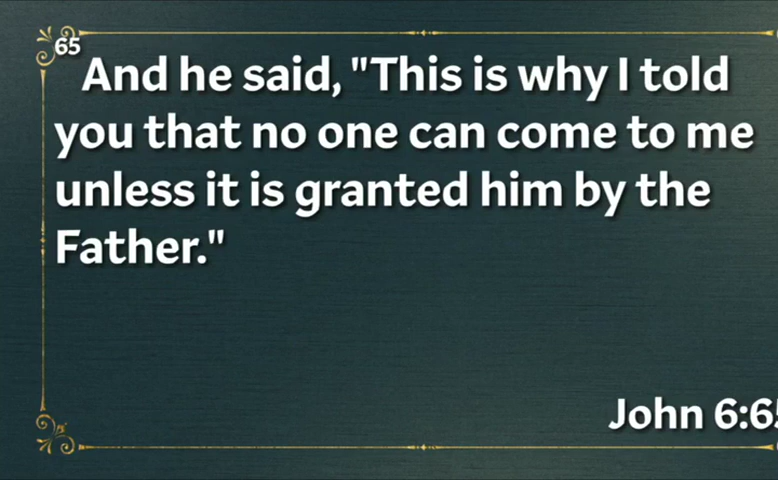 65
And he said, "This is why I told
you that no one can come to me
unless it is granted him by the
Father."
John 6:65